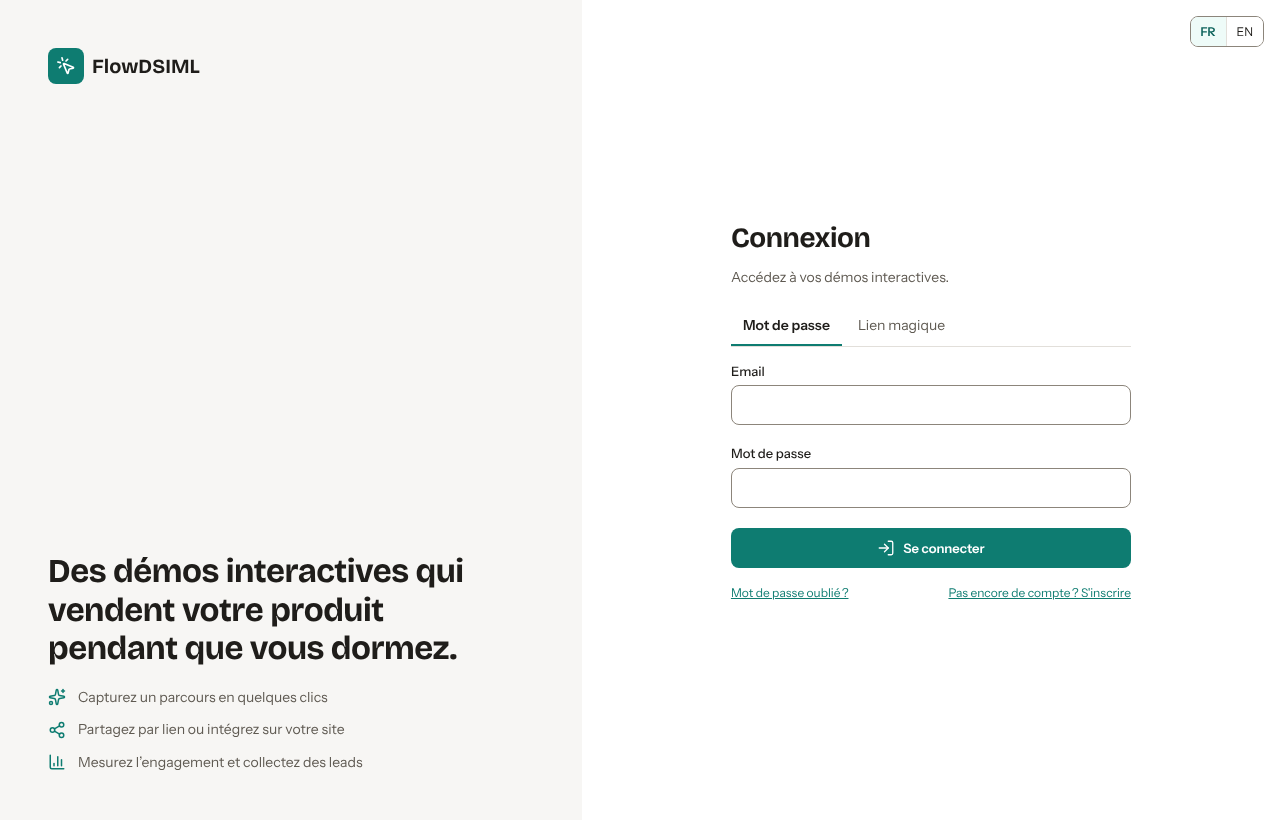 FlowDSIML
Des démos interactives qui
vendent votre produit
pendant que vous dormez.
Capturez un parcours en quelques clics
Partagez par lien ou intégrez sur votre site
Mesurez l’engagement et collectez des leads
FR EN
Connexion
Accédez à vos démos interactives.
Mot de passe Lien magique
Email
Mot de passe
Se connecter
Mot de passe oublié ? Pas encore de compte ? S’inscrire